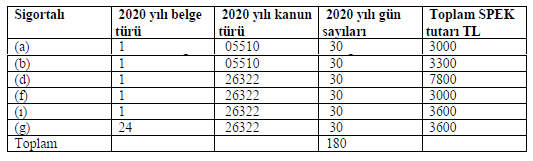 Sigortalı 2020 yılı belge türü 2020 yılı kanun türü 2020 yılı gün sayıları Toplam SPEK tutarı TL
(a) 1 05510 30 3000
(b) 1 05510 30 3300
(d) 1 26322 30 7800
(f) 1 26322 30 3000
(ı) 1 26322 30 3600
(g) 24 26322 30 3600
Toplam 180